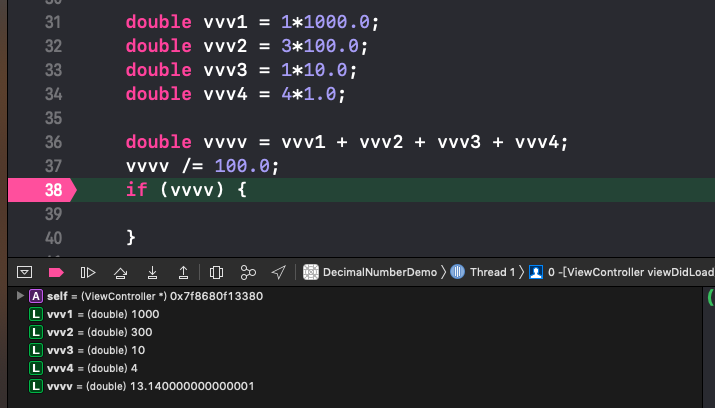 31 double vvv1 = 1*1000.0;
32 double vvv2 = 3*100.0;
33 double vvv3 = 1*10.0;
34 double vvv4 = 4*1.0;
35
36 double vvvv = vvv1 + vvv2 + vvv3 + vvv4;
37 vvvv /= 100.0;
38 if (vvvv) {
39
40 }
DecimalNumberDemo 〉 Thread 1 〉 0 -[ViewController viewDidLoad
A self = (ViewController *) 0x7f8680f13380
L vvv1 = (double) 1000
L vvv2 = (double) 300
L vvv3 = (double) 10
L vvv4 = (double) 4
L vvvv = (double) 13.140000000000001